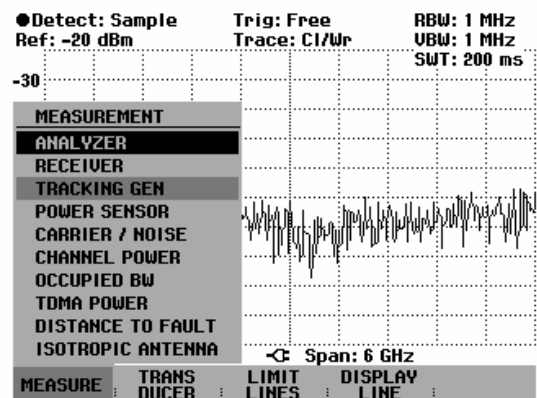 Detect: Sample Trig: Free RBW: 1 MHz
Ref: -20 dBm Trace: Cl/Wr VBW: 1 MHz
SWT: 200 ms
-30
MEASUREMENT
ANALYZER
RECEIVER
TRACKING GEN
POWER SENSOR
CARRIER / NOISE
CHANNEL POWER
OCCUPIED BW
TDMA POWER
DISTANCE TO FAULT
ISOTROPIC ANTENNA
Span: 6 GHz
MEASURE TRANS LIMIT DISPLAY
DUCER LINES LINE